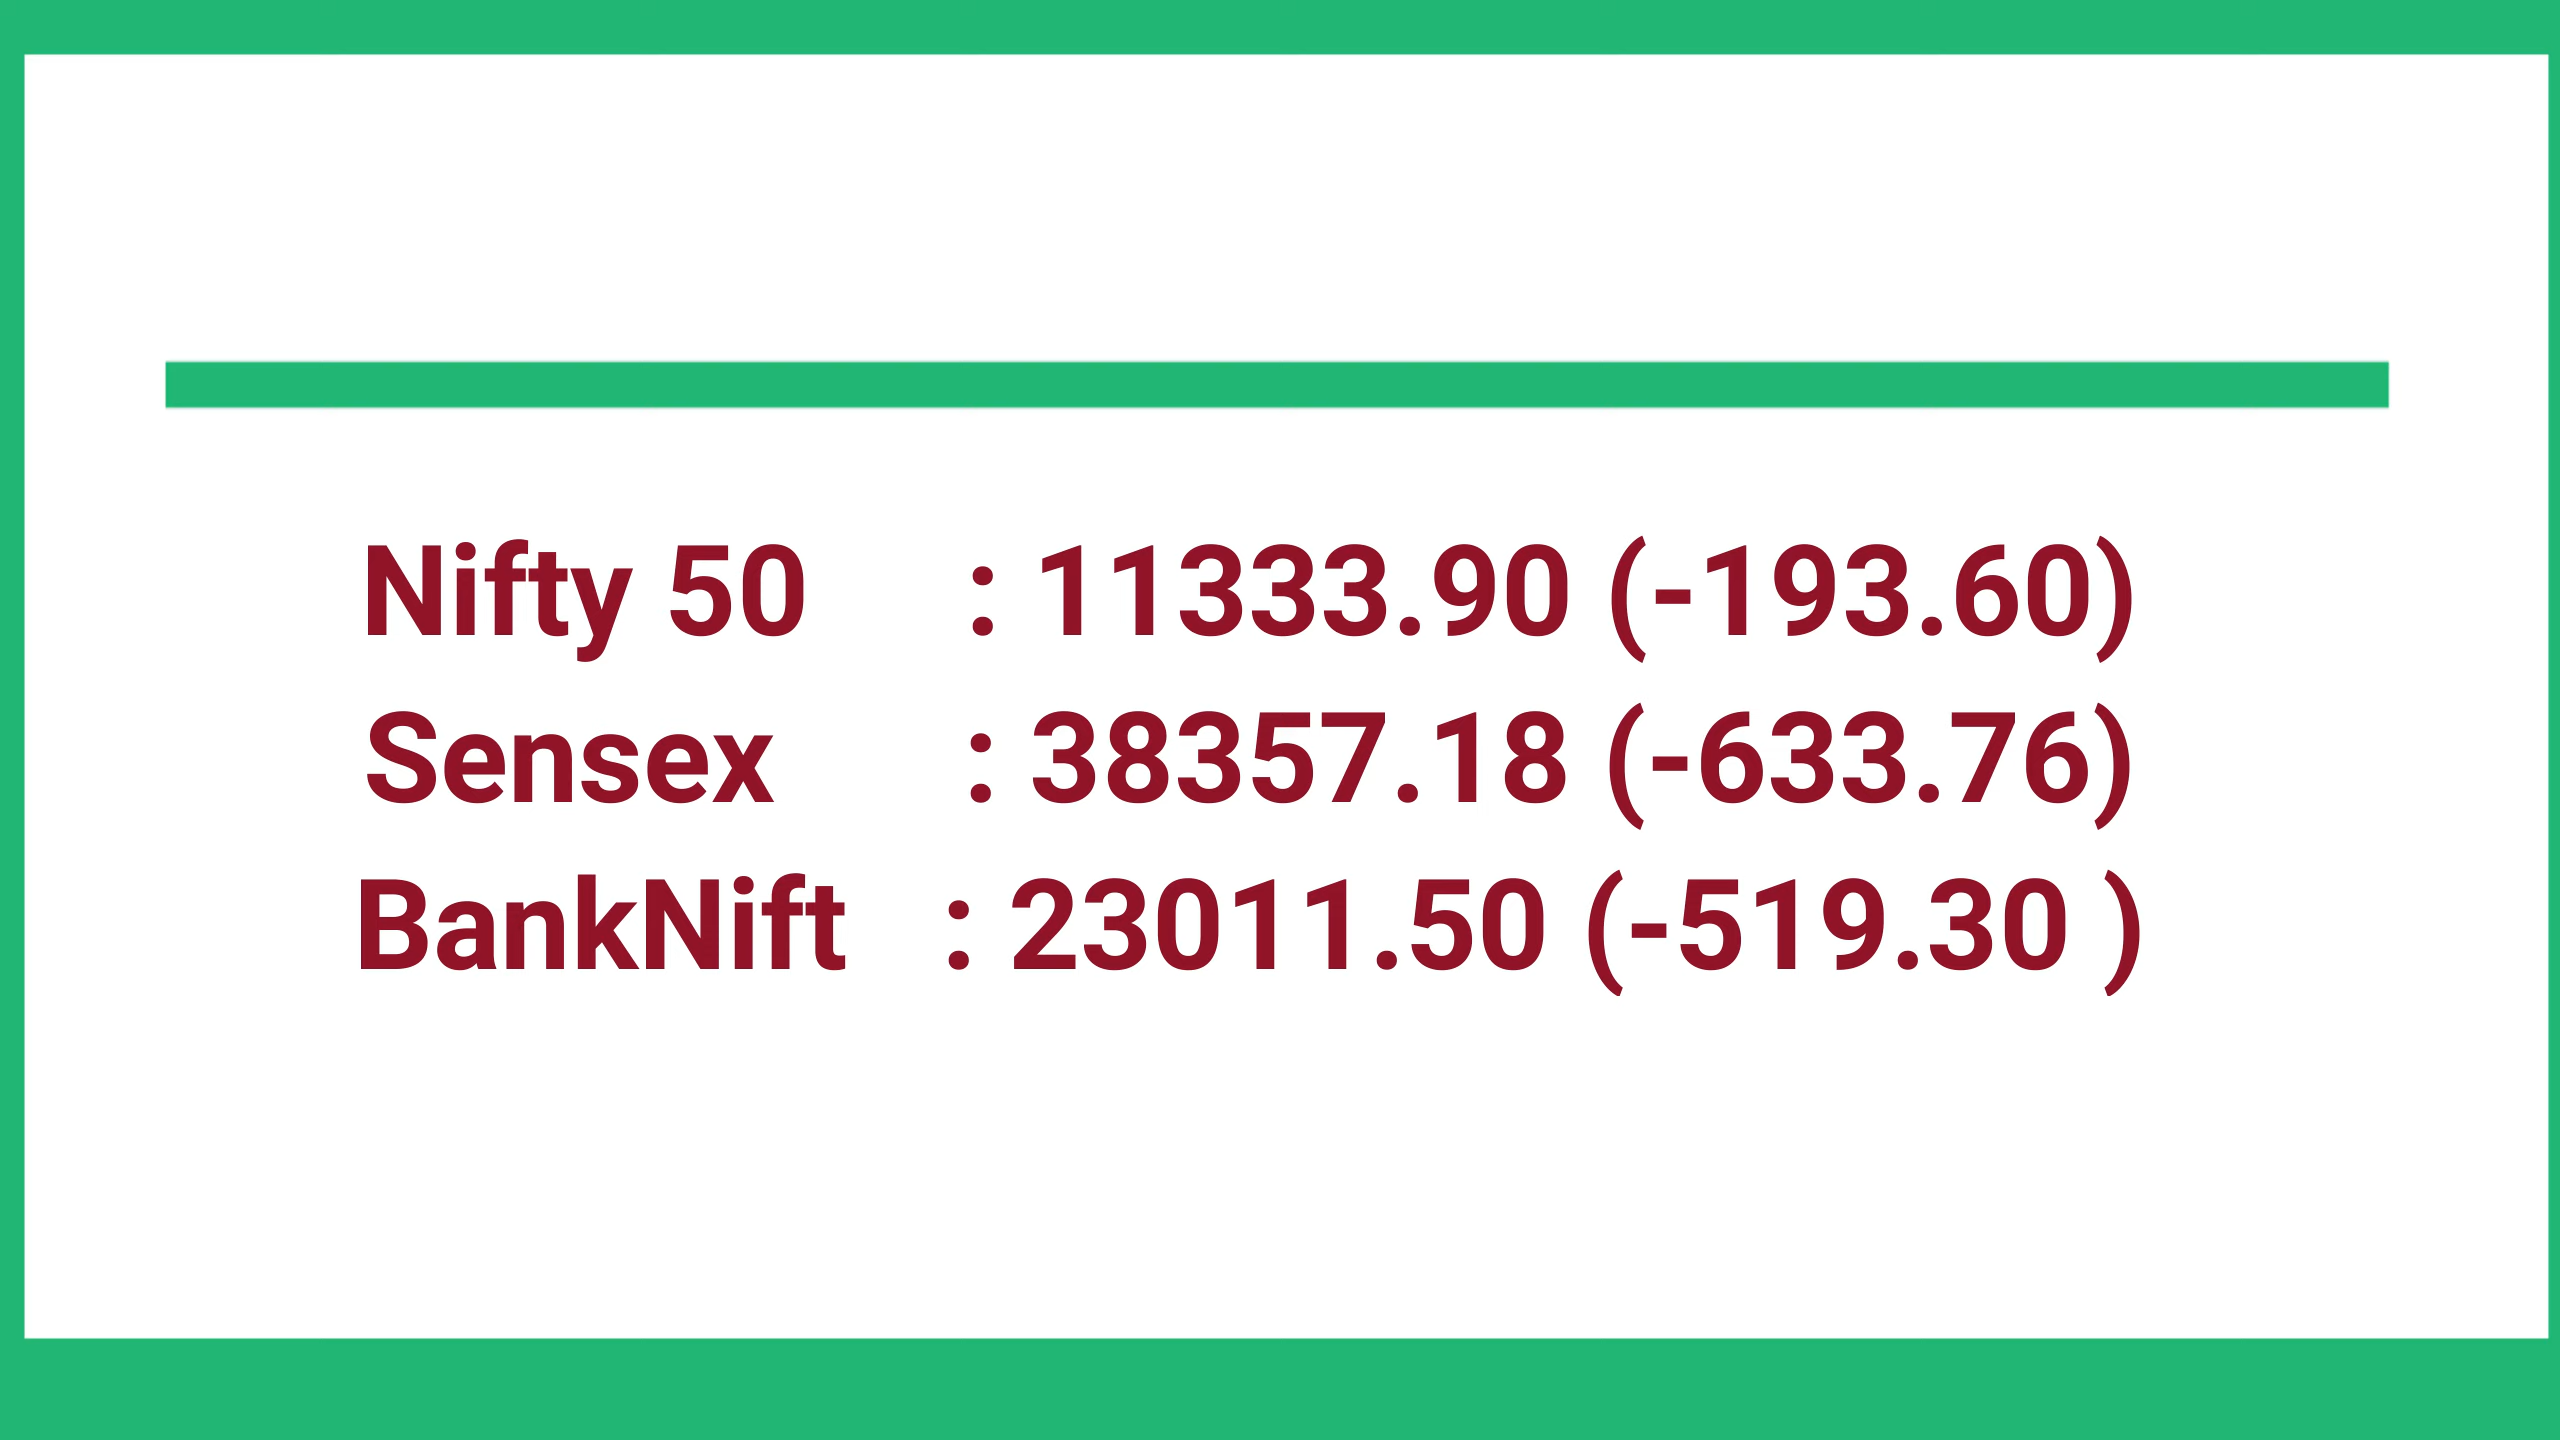 Nifty 50 : 11333.90 (-193.60)
Sensex : 38357.18 (-633.76)
BankNift : 23011.50 (-519.30 )